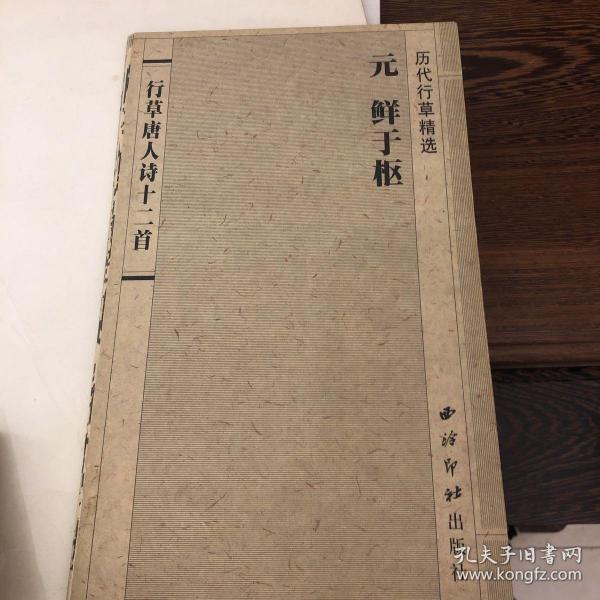 历代行草精选
元 鲜于枢
行草唐人诗十二首
西泠印社出版社
孔夫子旧书网
www.kongfz.com